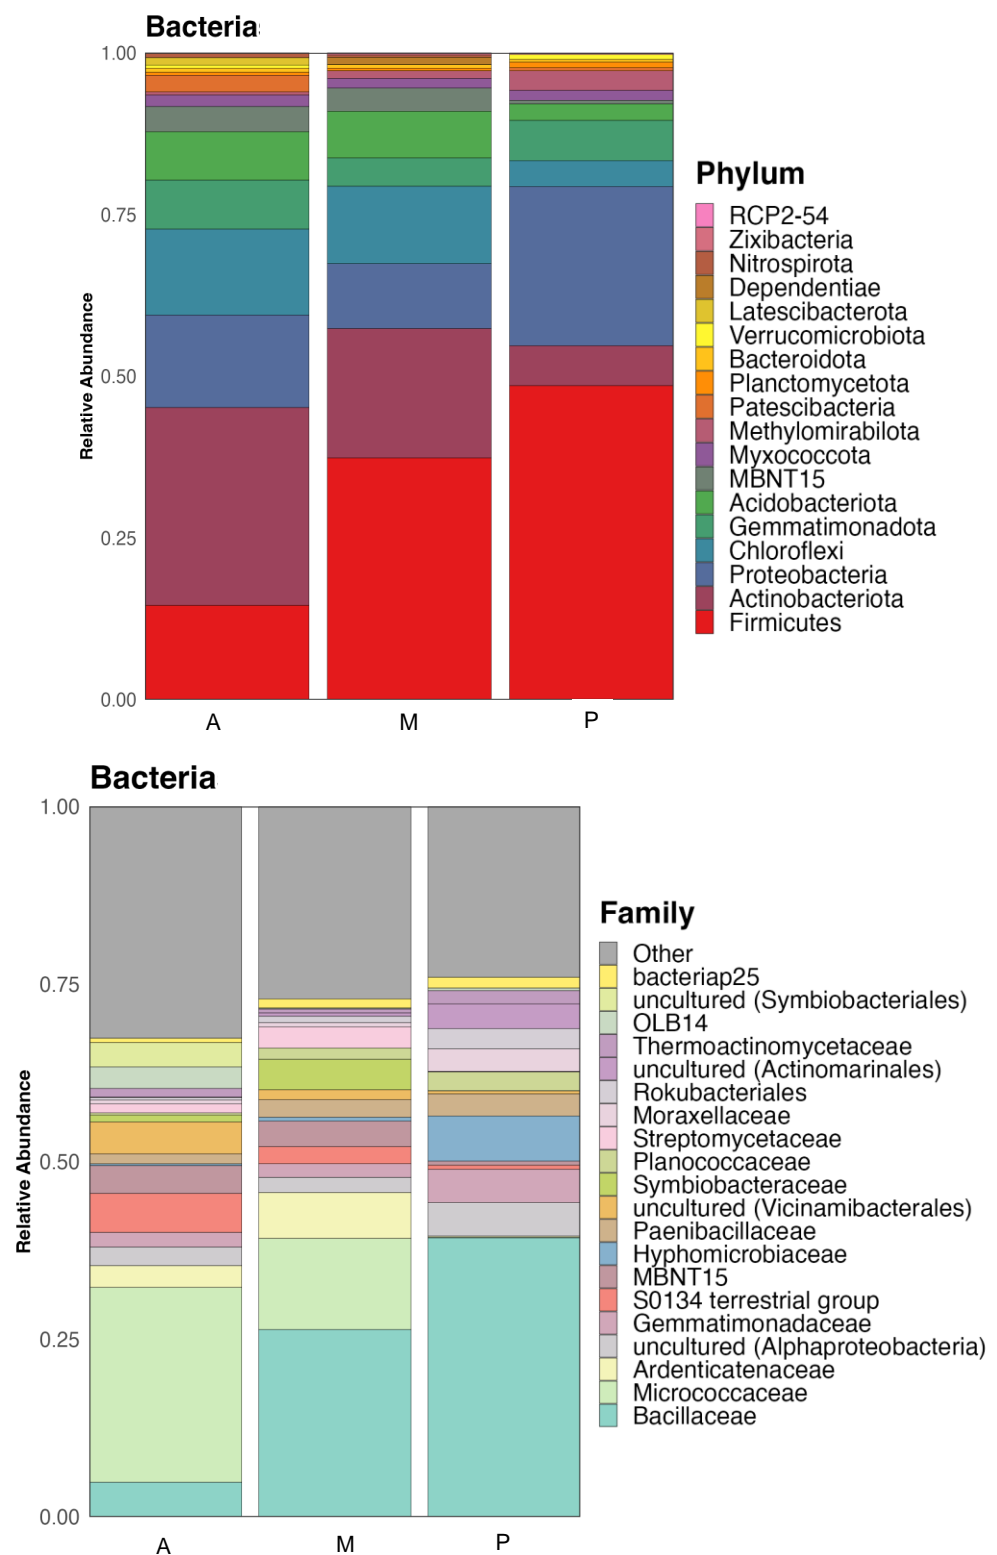 Bacteria
1.00
0.75
0.50
0.25
0.00
Relative Abundance
A
M
P
Phylum
RCP2-54
Zixibacteria
Nitrospirota
Dependentiae
Latescibacterota
Verrucomicrobiota
Bacteroidota
Planctomycetota
Patescibacteria
Methylomirabilota
Myxococcota
MBNT15
Acidobacteriota
Gemmatimonadota
Chloroflexi
Proteobacteria
Actinobacteriota
Firmicutes
Bacteria
1.00
0.75
0.50
0.25
0.00
Relative Abundance
A
M
P
Family
Other
bacteriap25
uncultured (Symbiobacteriales)
OLB14
Thermoactinomycetaceae
uncultured (Actinomarinales)
Rokubacteriales
Moraxellaceae
Streptomycetaceae
Planococcaceae
Symbiobacteraceae
uncultured (Vicinamibacterales)
Paenibacillaceae
Hyphomicrobiaceae
MBNT15
S0134 terrestrial group
Gemmatimonadaceae
uncultured (Alphaproteobacteria)
Ardenticatenaceae
Micrococcaceae
Bacillaceae